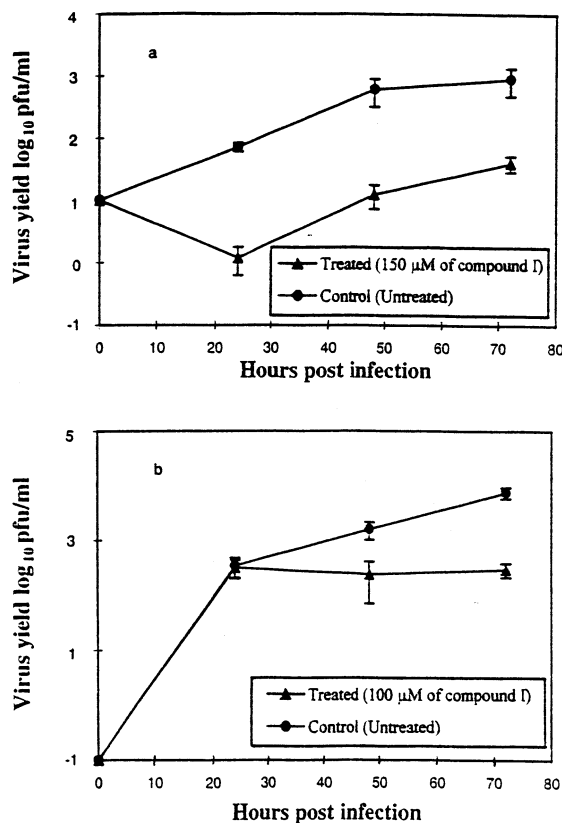 a
Virus yield log10 pfu/ml
4
3
2
1
0
-1
Treated (150 µM of compound I)
Control (Untreated)
0 10 20 30 40 50 60 70 80
Hours post infection
b
Virus yield log10 pfu/ml
5
3
1
-1
Treated (100 µM of compound I)
Control (Untreated)
0 10 20 30 40 50 60 70 80
Hours post infection